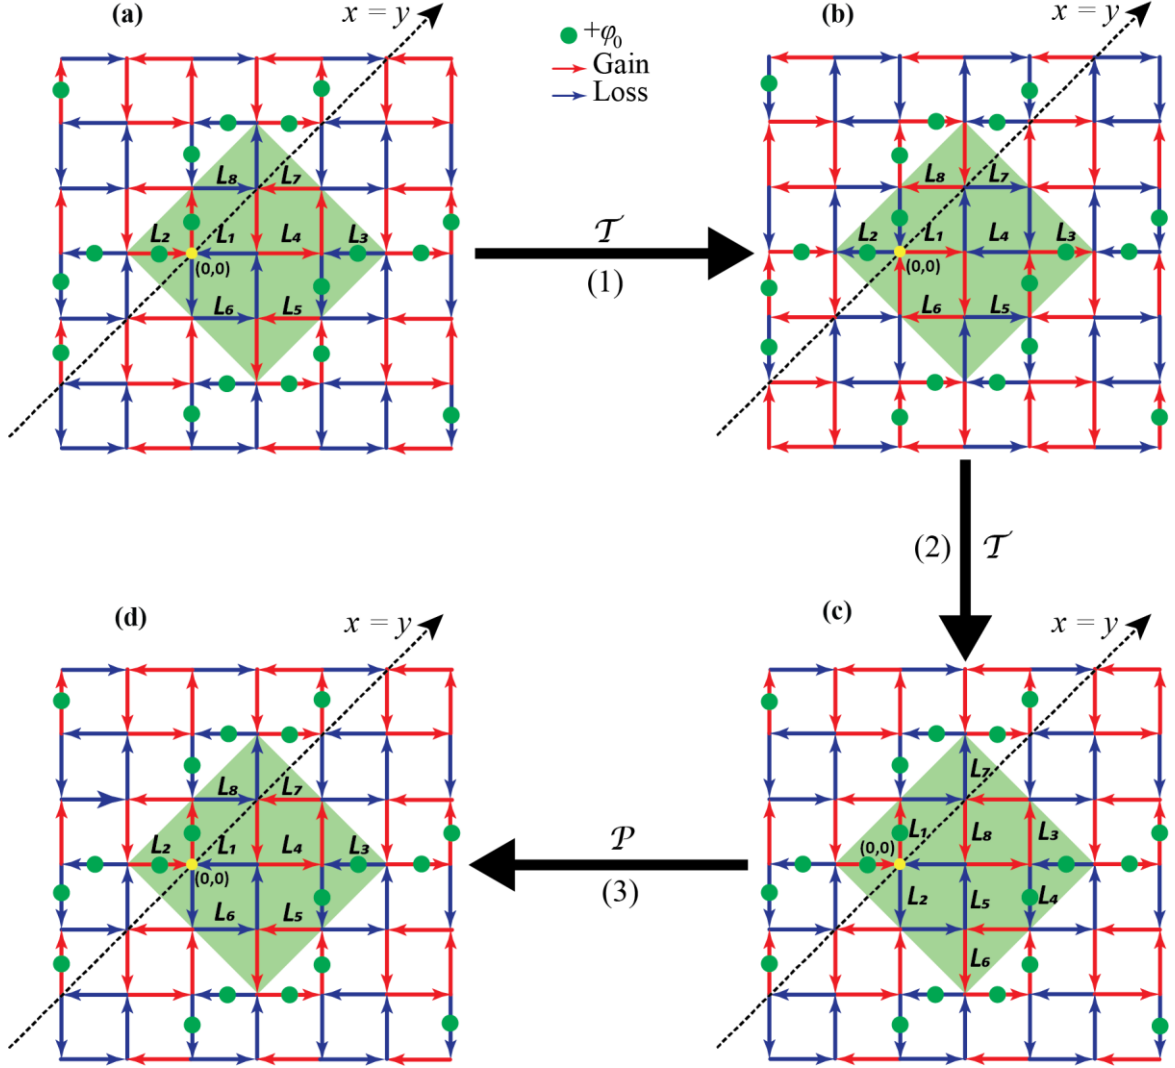 (a)
x = y
+φ₀
Gain
Loss
(b)
x = y
L₈
L₇
L₂
L₁
L₄
L₃
(0,0)
L₆
L₅
𝒯
(1)
L₈
L₇
L₂
L₁
L₄
L₃
(0,0)
L₆
L₅
(2)
𝒯
(d)
x = y
(c)
x = y
L₈
L₇
L₂
L₁
L₄
L₃
(0,0)
L₆
L₅
𝒫
(3)
L₇
L₁
L₈
L₃
(0,0)
L₂
L₅
L₄
L₆